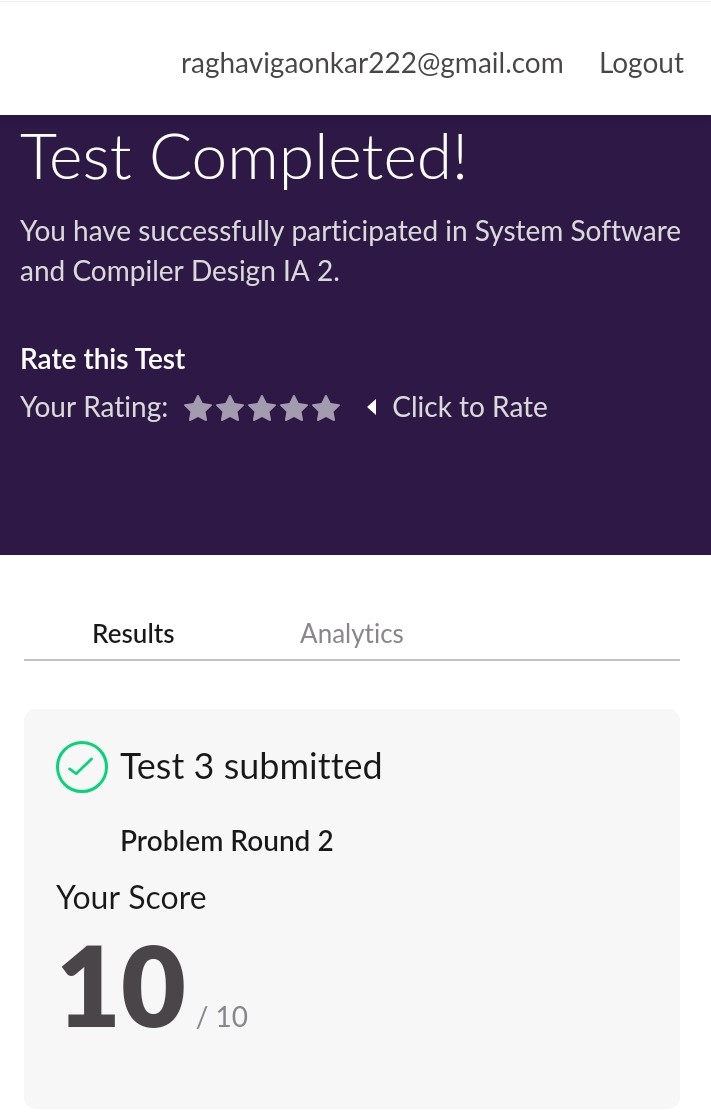 raghavigaonkar222@gmail.com Logout
Test Completed!
You have successfully participated in System Software
and Compiler Design IA 2.
Rate this Test
Your Rating: Click to Rate
Results Analytics
Test 3 submitted
Problem Round 2
Your Score
10 / 10